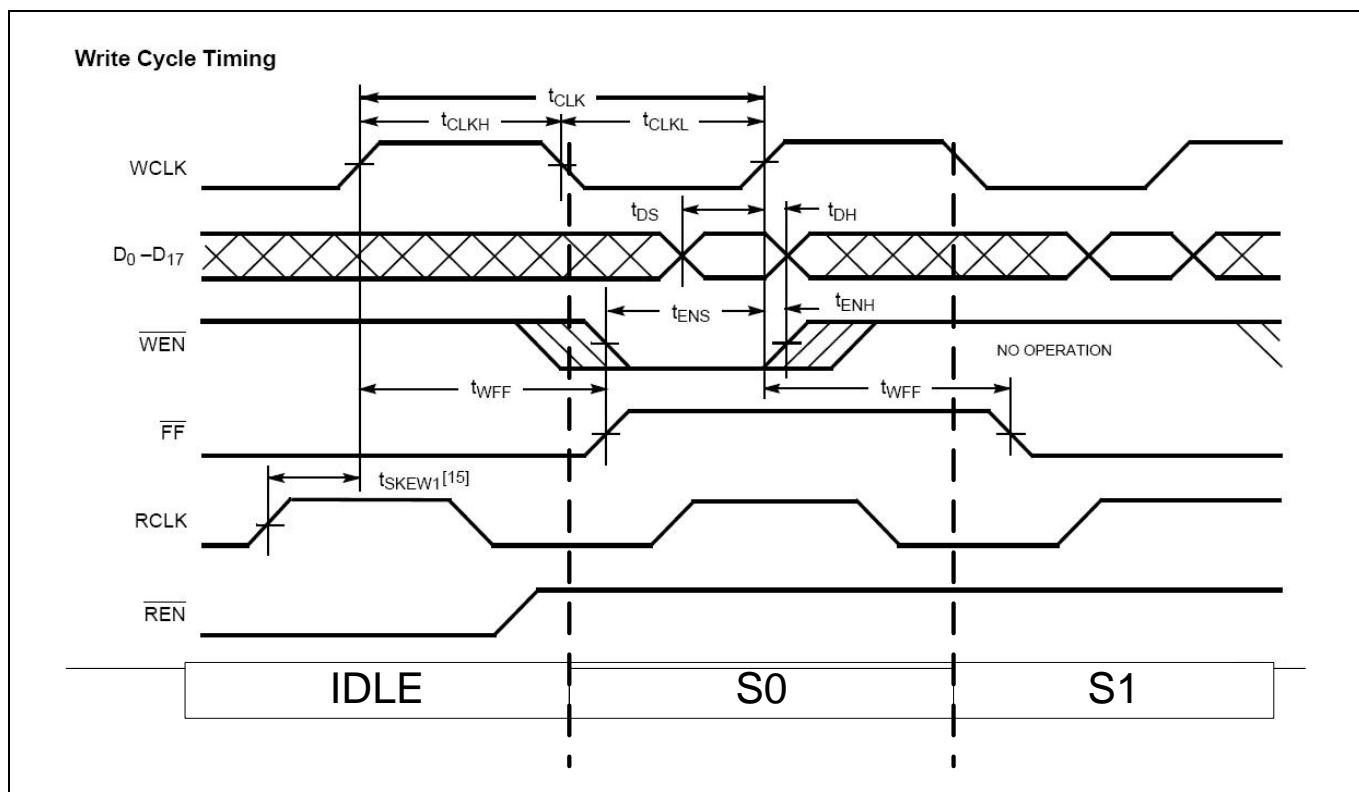 Write Cycle Timing
tCLK
tCLKH
tCLKL
WCLK
tDS
tDH
D0 –D17
tENS
tENH
WEN
NO OPERATION
tWFF
tWFF
FF
tSKEW1[15]
RCLK
REN
IDLE
S0
S1